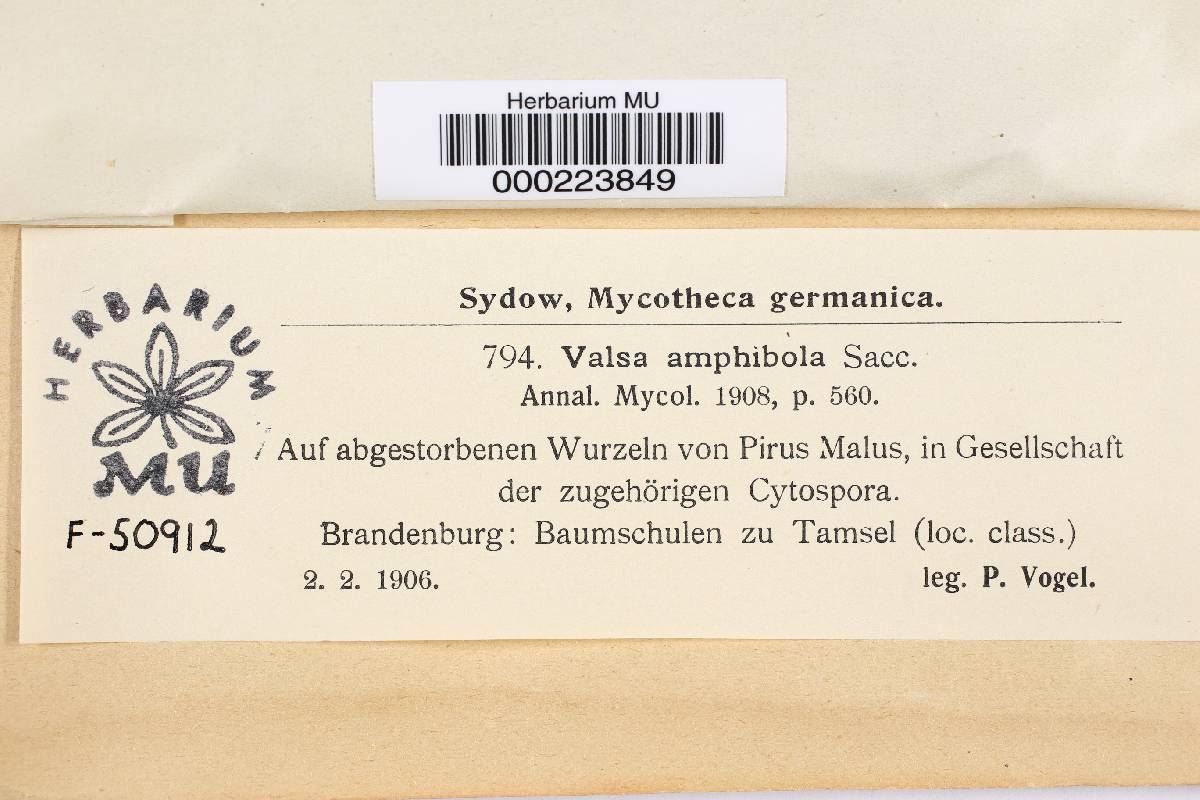 Herbarium MU
000223849
HERBARIUM
MU
F-50912
Sydow, Mycotheca germanica.
794. Valsa amphibola Sacc.
Annal. Mycol. 1908, p. 560.
Auf abgestorbenen Wurzeln von Pirus Malus, in Gesellschaft
der zugehörigen Cytospora.
Brandenburg: Baumschulen zu Tamsel (loc. class.)
2. 2. 1906. leg. P. Vogel.